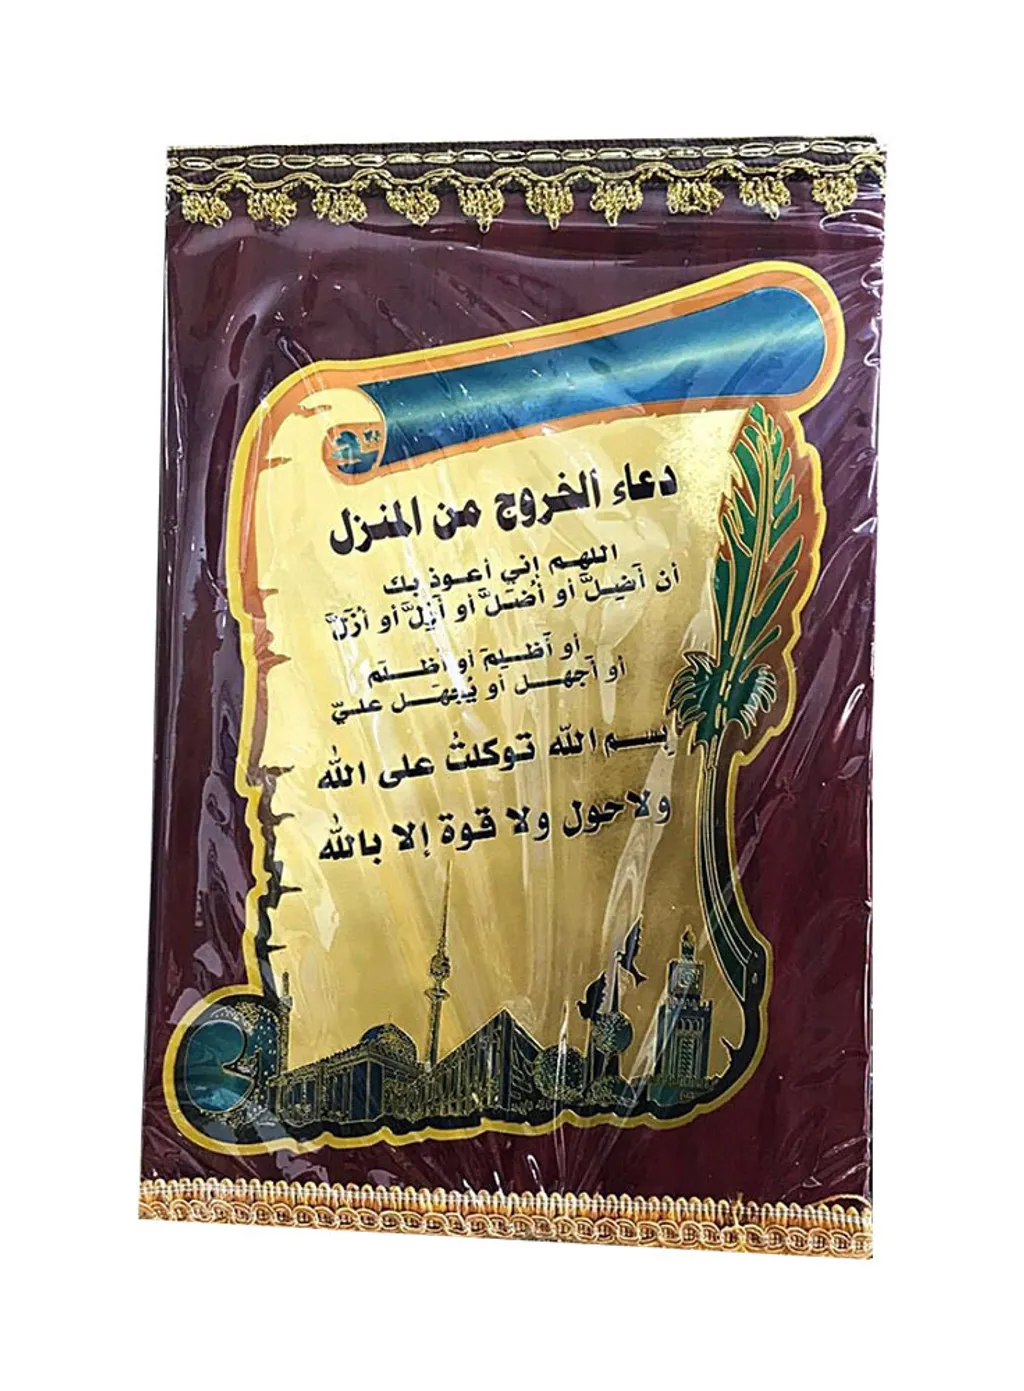 دعاء الخروج من المنزل
اللهم إني أعوذ بك
أن أَضِلَّ أو أُضَلَّ أو أَزِلَّ أو أُزَلَّ
أو أَظلِمَ أو أُظلَم
أو أَجهل أو يُجهَل عليّ
بسم الله توكلتُ على الله
ولا حول ولا قوة إلا بالله